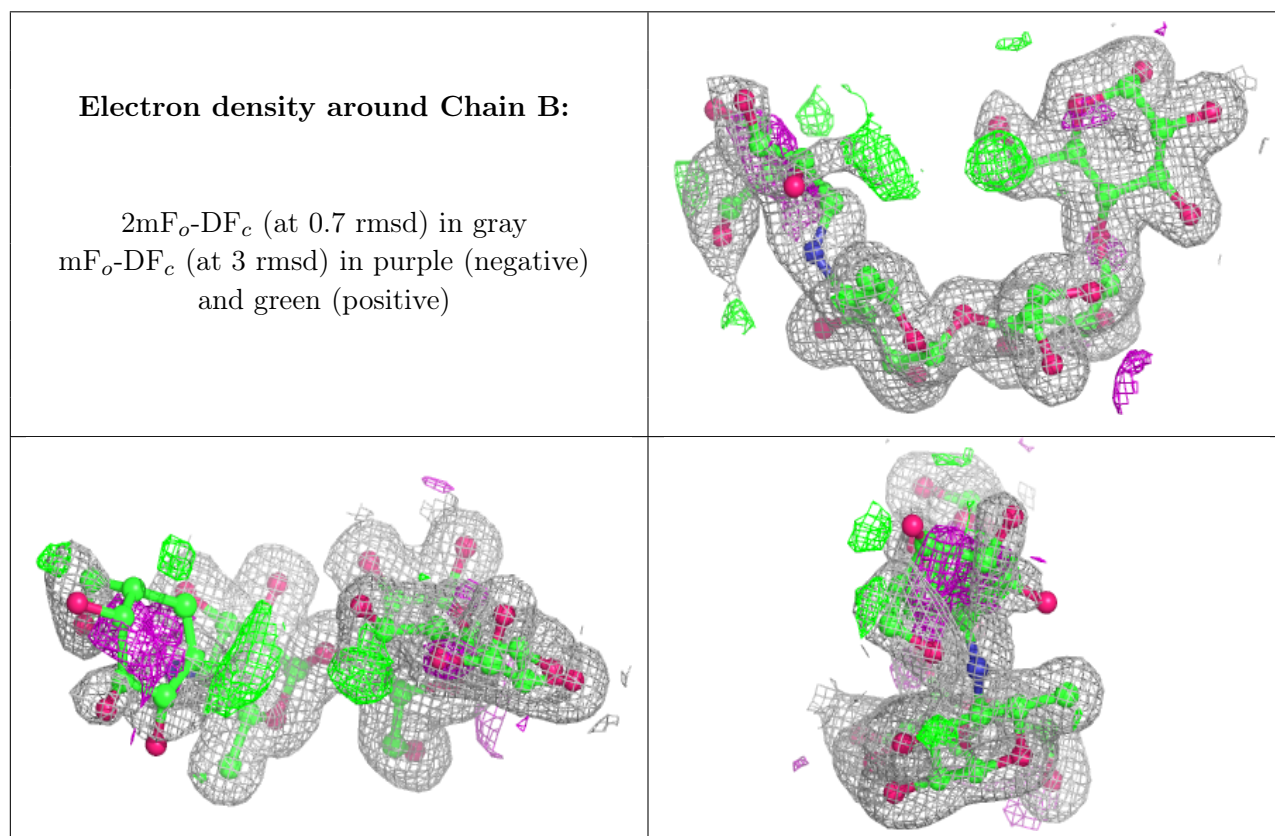 Electron density around Chain B:
2mFₒ-DF𝒸 (at 0.7 rmsd) in gray
mFₒ-DF𝒸 (at 3 rmsd) in purple (negative)
and green (positive)